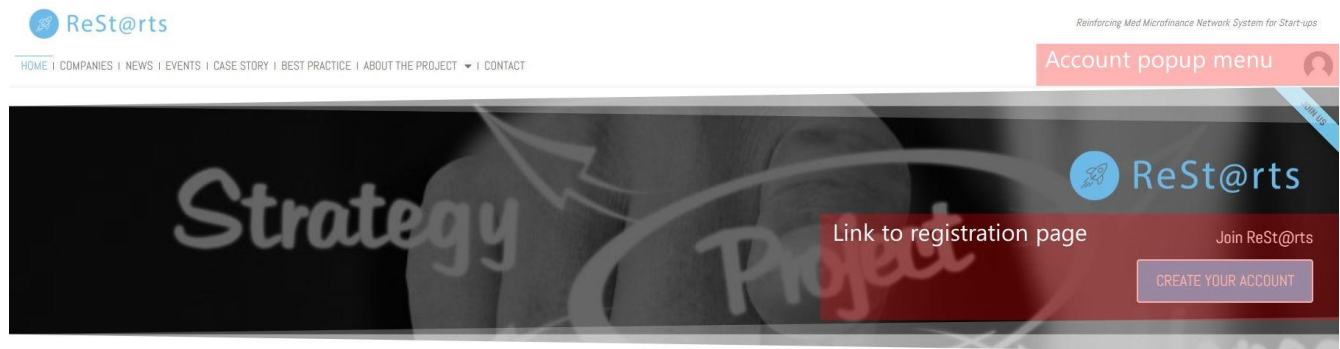 ReSt@rts
Reinforcing Med Microfinance Network System for Start-ups
HOME | COMPANIES | NEWS | EVENTS | CASE STORY | BEST PRACTICE | ABOUT THE PROJECT | CONTACT
Account popup menu
JOIN US
ReSt@rts
Strategy
Project
Link to registration page
Join ReSt@rts
CREATE YOUR ACCOUNT